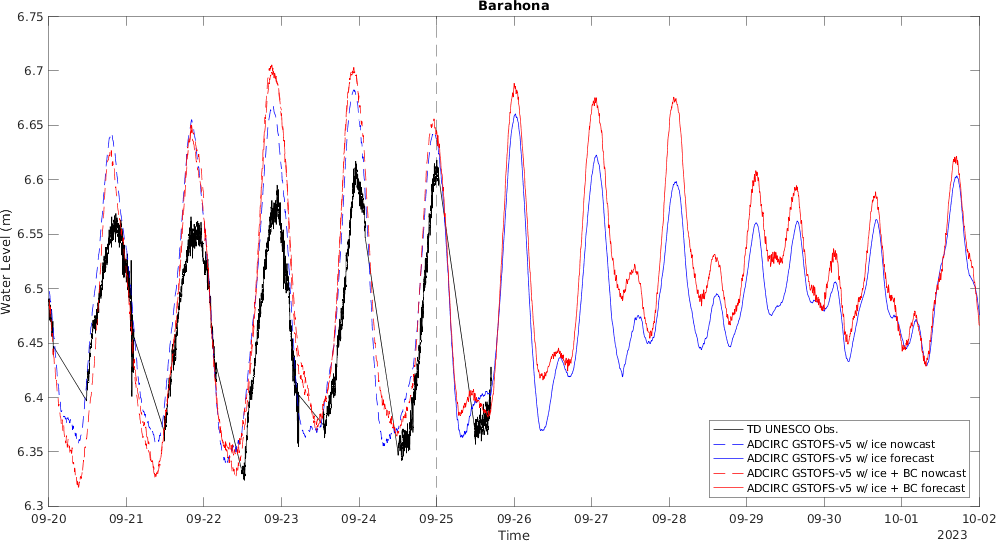 Barahona
6.75
6.7
6.65
6.6
6.55
6.5
6.45
6.4
6.35
6.3
Water Level (m)
TD UNESCO Obs.
ADCIRC GSTOFS-v5 w/ ice nowcast
ADCIRC GSTOFS-v5 w/ ice forecast
ADCIRC GSTOFS-v5 w/ ice + BC nowcast
ADCIRC GSTOFS-v5 w/ ice + BC forecast
09-20 09-21 09-22 09-23 09-24 09-25 09-26 09-27 09-28 09-29 09-30 10-01 10-02
Time
2023